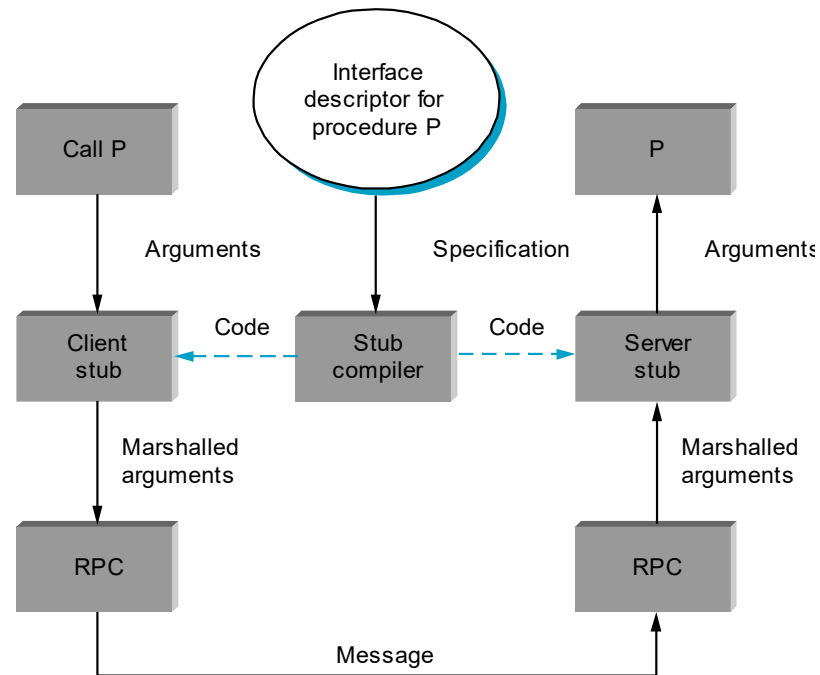 Interface
descriptor for
procedure P
Call P
P
Arguments
Specification
Arguments
Code
Code
Client
stub
Stub
compiler
Server
stub
Marshalled
arguments
Marshalled
arguments
RPC
RPC
Message